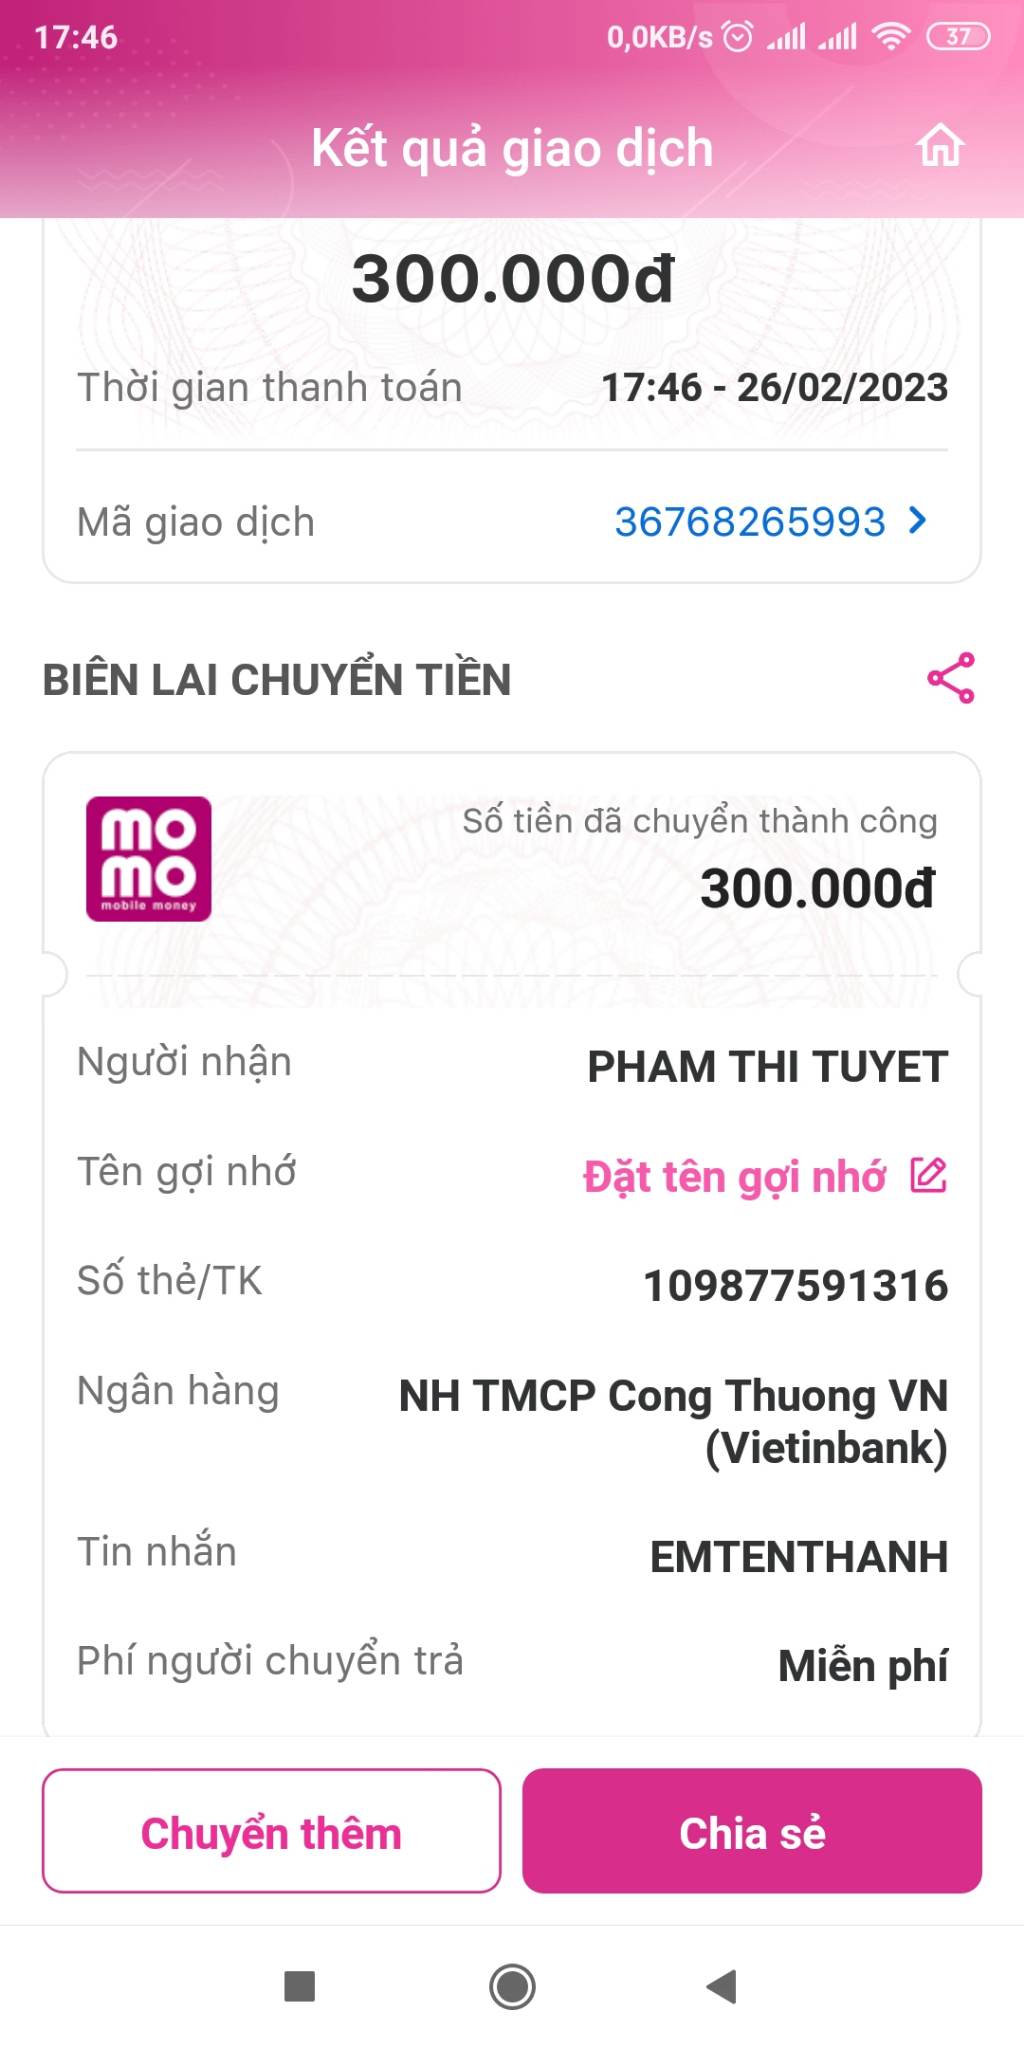 17:46
0,0KB/s
37
Kết quả giao dịch
300.000đ
Thời gian thanh toán 17:46 - 26/02/2023
Mã giao dịch 36768265993
BIÊN LAI CHUYỂN TIỀN
mo
mo
mobile money
Số tiền đã chuyển thành công
300.000đ
Người nhận PHAM THI TUYET
Tên gợi nhớ Đặt tên gợi nhớ
Số thẻ/TK 109877591316
Ngân hàng NH TMCP Cong Thuong VN
(Vietinbank)
Tin nhắn EMTENTHANH
Phí người chuyển trả Miễn phí
Chuyển thêm Chia sẻ